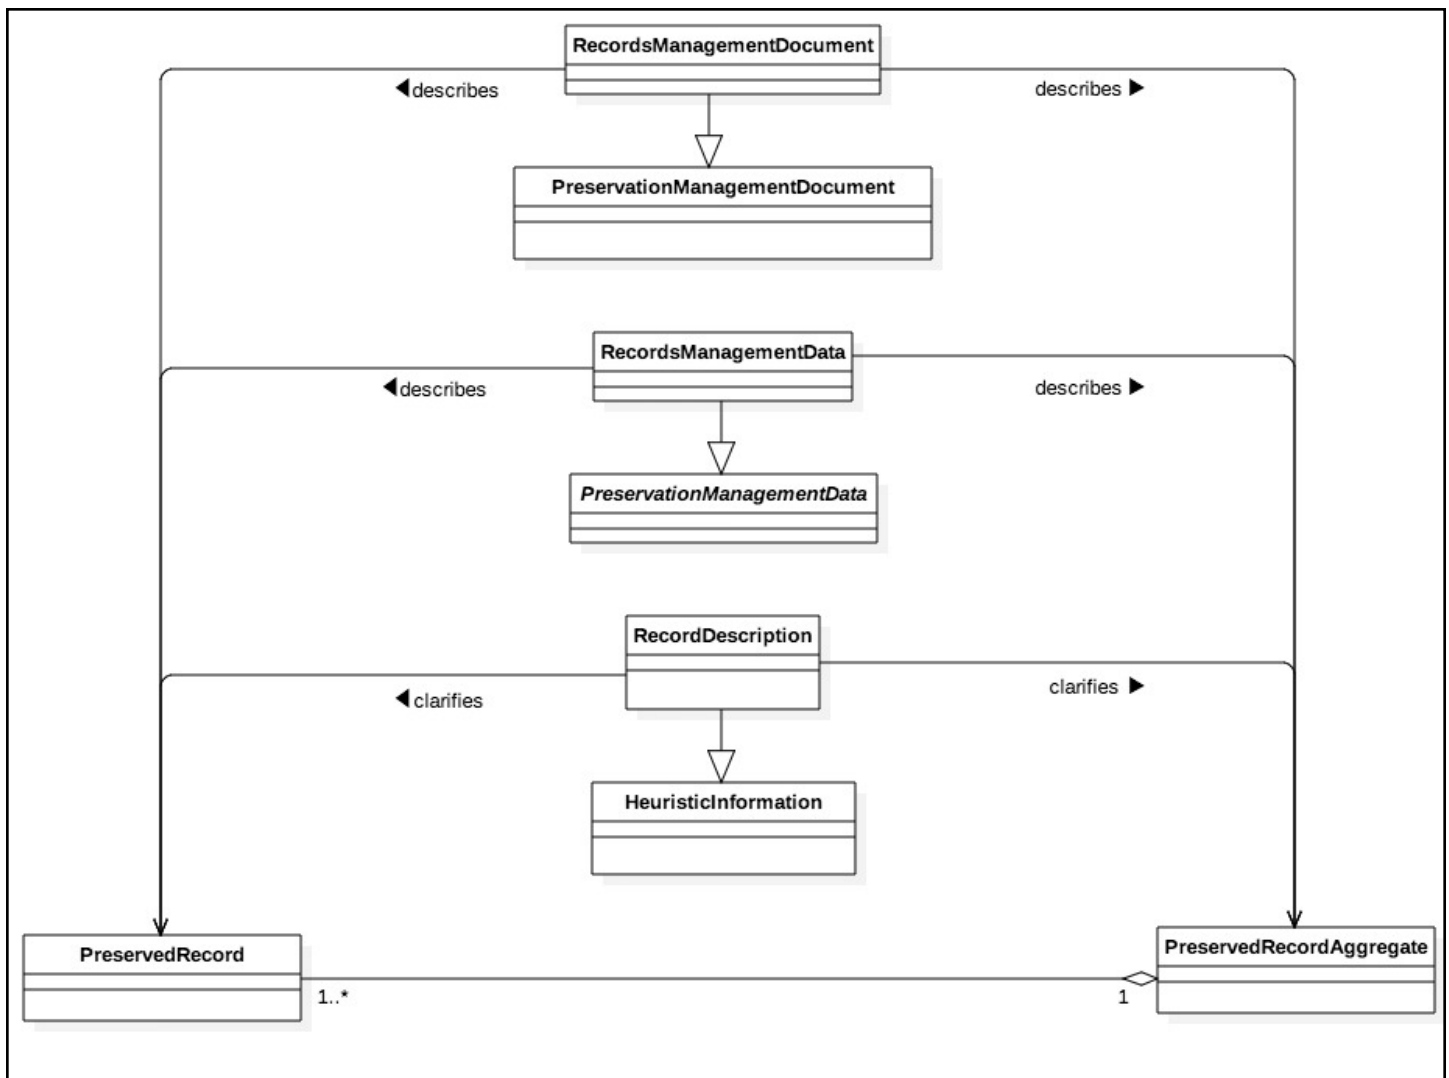 RecordsManagementDocument
describes
describes
PreservationManagementDocument
RecordsManagementData
describes
describes
PreservationManagementData
RecordDescription
clarifies
clarifies
HeuristicInformation
PreservedRecord
PreservedRecordAggregate
1..*
1